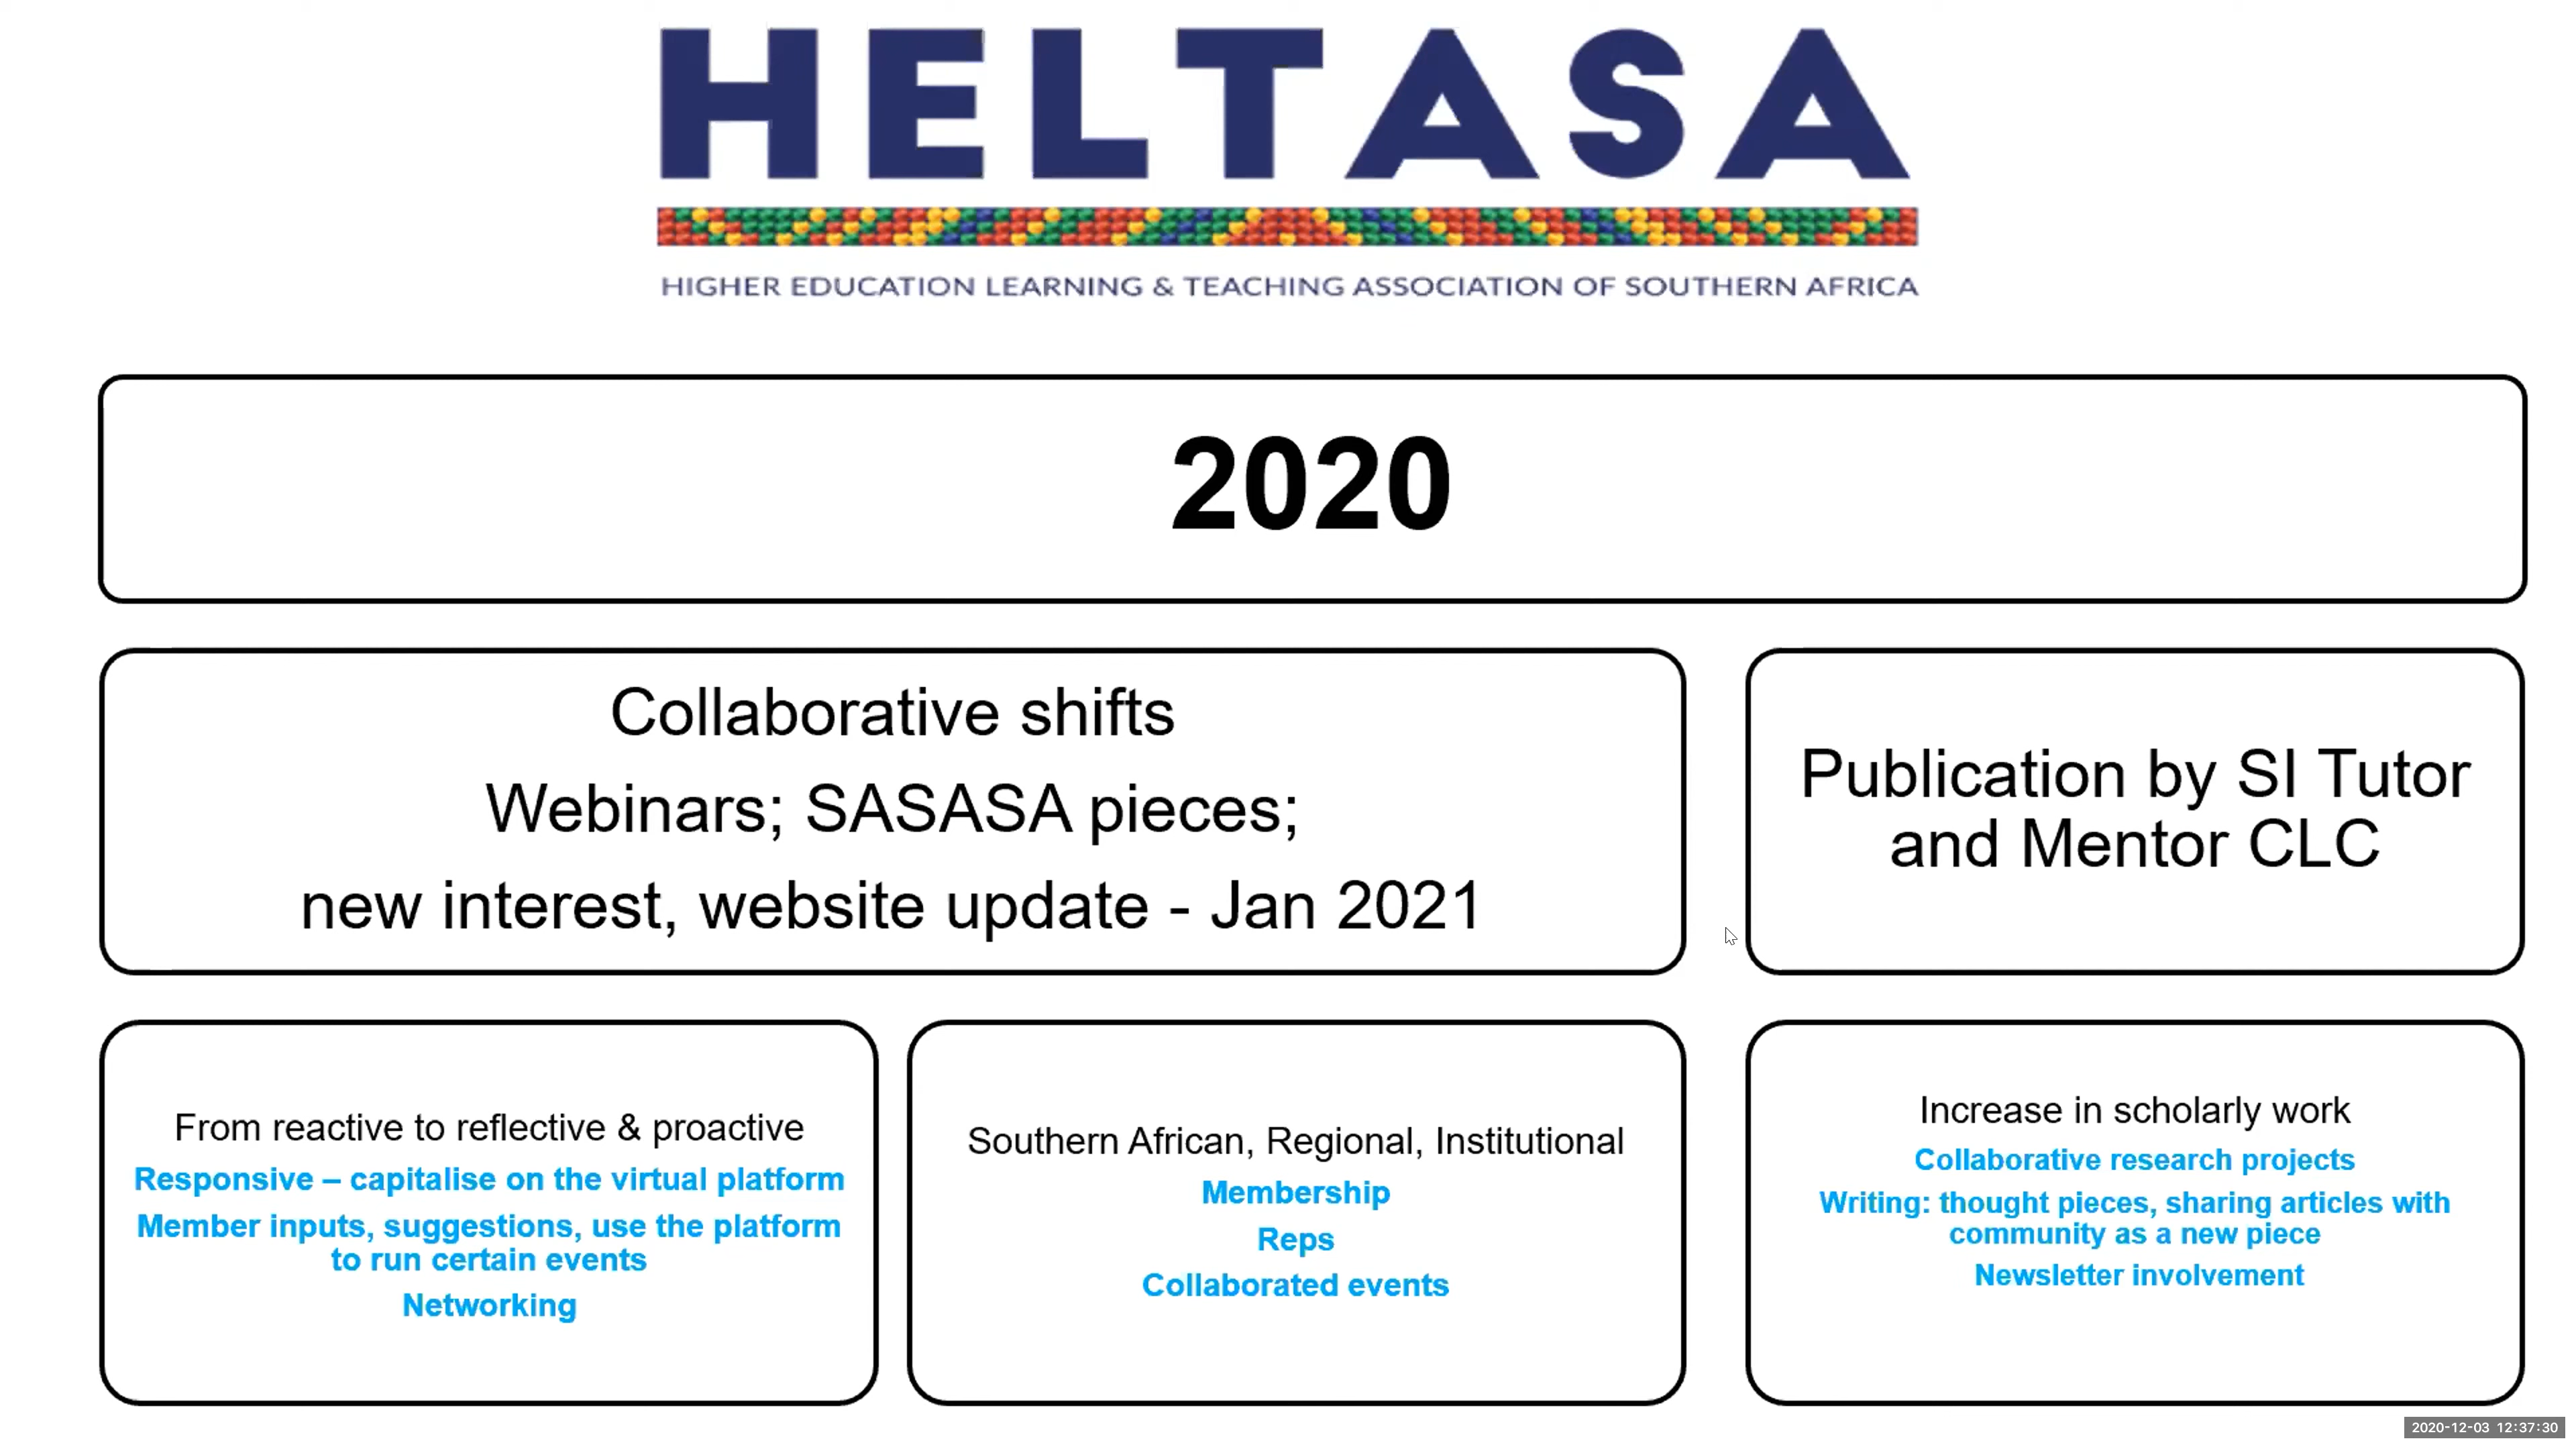 HELTASA
HIGHER EDUCATION LEARNING & TEACHING ASSOCIATION OF SOUTHERN AFRICA
2020
Collaborative shifts
Webinars; SASASA pieces;
new interest, website update - Jan 2021
Publication by SI Tutor
and Mentor CLC
From reactive to reflective & proactive
Responsive – capitalise on the virtual platform
Member inputs, suggestions, use the platform
to run certain events
Networking
Southern African, Regional, Institutional
Membership
Reps
Collaborated events
Increase in scholarly work
Collaborative research projects
Writing: thought pieces, sharing articles with
community as a new piece
Newsletter involvement
2020-12-03 12:37:30